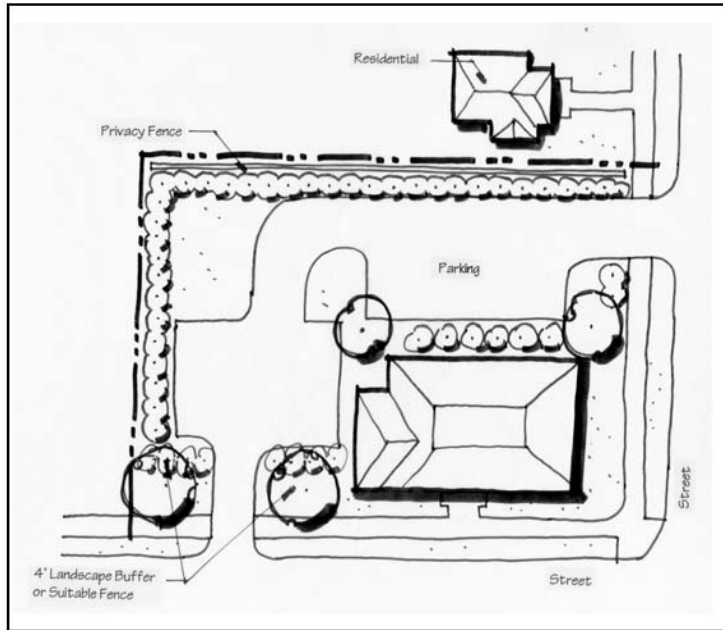 Residential
Privacy Fence
Parking
Street
4' Landscape Buffer
or Suitable Fence
Street